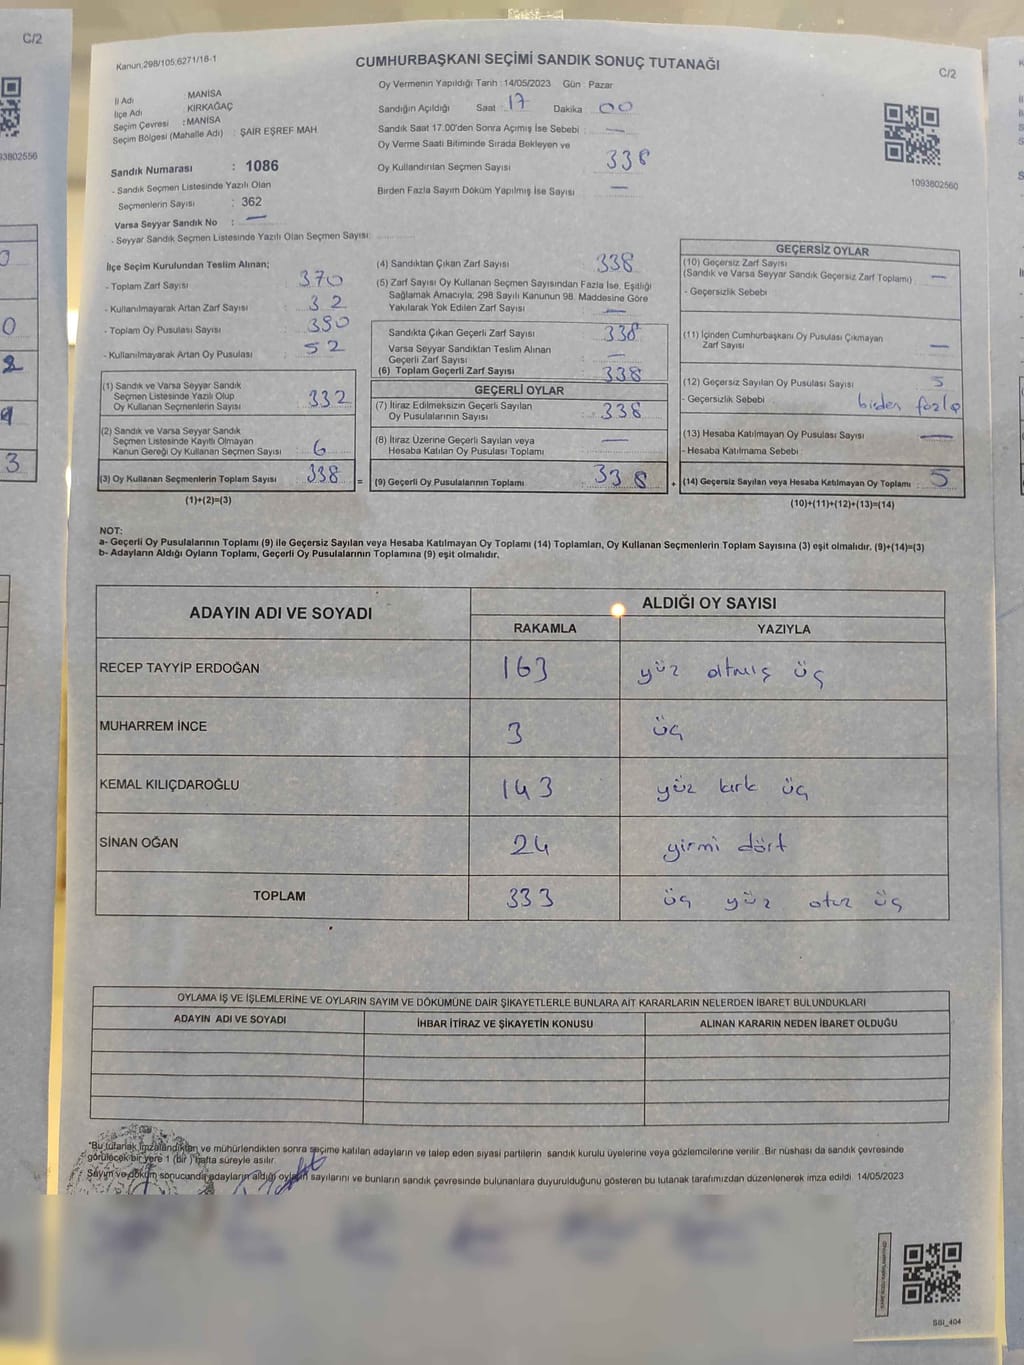 C/2
Kanun,298/105,6271/16-1
CUMHURBAŞKANI SEÇİMİ SANDIK SONUÇ TUTANAĞI
C/2
Oy Vermenin Yapıldığı Tarih : 14/05/2023 Gün : Pazar
İl Adı : MANİSA
İlçe Adı : KIRKAĞAÇ
Seçim Çevresi : MANİSA
Seçim Bölgesi (Mahalle Adı) : ŞAİR EŞREF MAH
Sandığın Açıldığı Saat 17 Dakika 00
Sandık Saat 17.00'den Sonra Açımış İse Sebebi : —
Oy Verme Saati Bitiminde Sırada Bekleyen ve
Oy Kullandırılan Seçmen Sayısı 338
Birden Fazla Sayım Döküm Yapılmış İse Sayısı —
1093802560
93802556
Sandık Numarası : 1086
- Sandık Seçmen Listesinde Yazılı Olan
Seçmenlerin Sayısı : 362
Varsa Seyyar Sandık No : —
- Seyyar Sandık Seçmen Listesinde Yazılı Olan Seçmen Sayısı:
İlçe Seçim Kurulundan Teslim Alınan;
- Toplam Zarf Sayısı : 370
- Kullanılmayarak Artan Zarf Sayısı : 32
- Toplam Oy Pusulası Sayısı : 390
- Kullanılmayarak Artan Oy Pusulası : 52
(1) Sandık ve Varsa Seyyar Sandık
Seçmen Listesinde Yazılı Olup
Oy Kullanan Seçmenlerin Sayısı : 332
(2) Sandık ve Varsa Seyyar Sandık
Seçmen Listesinde Kayıtlı Olmayan
Kanun Gereği Oy Kullanan Seçmen Sayısı : 6
(3) Oy Kullanan Seçmenlerin Toplam Sayısı : 338 =
(1)+(2)=(3)
(4) Sandıktan Çıkan Zarf Sayısı 338
(5) Zarf Sayısı Oy Kullanan Seçmen Sayısından Fazla İse, Eşitliği
Sağlamak Amacıyla; 298 Sayılı Kanunun 98. Maddesine Göre
Yakılarak Yok Edilen Zarf Sayısı : —
Sandıkta Çıkan Geçerli Zarf Sayısı 338
Varsa Seyyar Sandıktan Teslim Alınan
Geçerli Zarf Sayısı : —
(6) Toplam Geçerli Zarf Sayısı : 338
GEÇERLİ OYLAR
(7) İtiraz Edilmeksizin Geçerli Sayılan
Oy Pusulalarının Sayısı : 338
(8) İtiraz Üzerine Geçerli Sayılan veya
Hesaba Katılan Oy Pusulası Toplamı : —
(9) Geçerli Oy Pusulalarının Toplamı : 338 +
GEÇERSİZ OYLAR
(10) Geçersiz Zarf Sayısı
(Sandık ve Varsa Seyyar Sandık Geçersiz Zarf Toplamı) : —
- Geçersizlik Sebebi :
(11) İçinden Cumhurbaşkanı Oy Pusulası Çıkmayan
Zarf Sayısı : —
(12) Geçersiz Sayılan Oy Pusulası Sayısı : 5
- Geçersizlik Sebebi : birden fazla
(13) Hesaba Katılmayan Oy Pusulası Sayısı : —
- Hesaba Katılmama Sebebi :
(14) Geçersiz Sayılan veya Hesaba Katılmayan Oy Toplamı : 5
(10)+(11)+(12)+(13)=(14)
NOT:
a- Geçerli Oy Pusulalarının Toplamı (9) ile Geçersiz Sayılan veya Hesaba Katılmayan Oy Toplamı (14) Toplamları, Oy Kullanan Seçmenlerin Toplam Sayısına (3) eşit olmalıdır. (9)+(14)=(3)
b- Adayların Aldığı Oyların Toplamı, Geçerli Oy Pusulalarının Toplamına (9) eşit olmalıdır.
ADAYIN ADI VE SOYADI ALDIĞI OY SAYISI
RAKAMLA YAZIYLA
RECEP TAYYİP ERDOĞAN 163 yüz altmış üç
MUHARREM İNCE 3 üç
KEMAL KILIÇDAROĞLU 143 yüz kırk üç
SİNAN OĞAN 24 yirmi dört
TOPLAM 333 üç yüz otuz üç
OYLAMA İŞ VE İŞLEMLERİNE VE OYLARIN SAYIM VE DÖKÜMÜNE DAİR ŞİKAYETLERLE BUNLARA AİT KARARLARIN NELERDEN İBARET BULUNDUKLARI
ADAYIN ADI VE SOYADI İHBAR İTİRAZ VE ŞİKAYETİN KONUSU ALINAN KARARIN NEDEN İBARET OLDUĞU
"Bu tutanak imzalandıktan ve mühürlendikten sonra seçime katılan adayların ve talep eden siyasi partilerin sandık kurulu üyelerine veya gözlemcilerine verilir. Bir nüshası da sandık çevresinde
görülecek bir yere 1 (bir) hafta süreyle asılır.
Sayım ve döküm sonucunda adayların aldığı oyların sayılarını ve bunların sandık çevresinde bulunanlara duyurulduğunu gösteren bu tutanak tarafımızdan düzenlenerek imza edildi. 14/05/2023
SSI_404